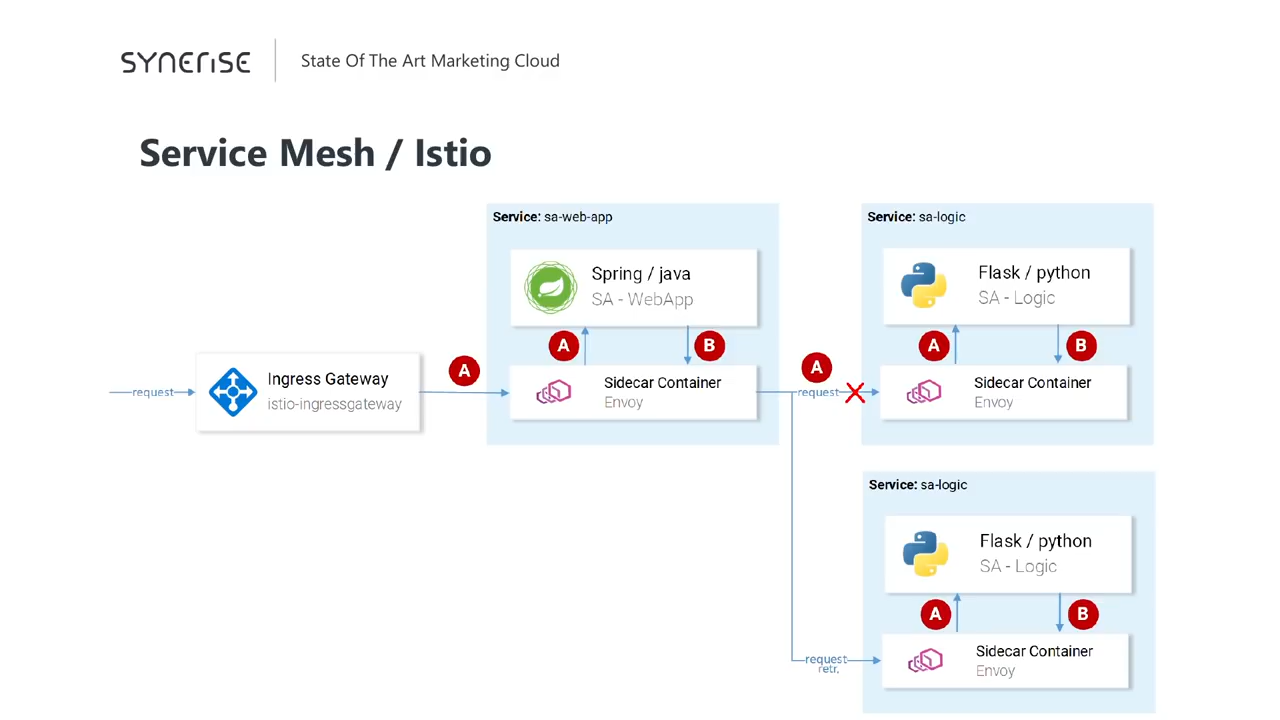 SYNERISE
State Of The Art Marketing Cloud
Service Mesh / Istio
Service: sa-web-app
Spring / java
SA - WebApp
A
B
Sidecar Container
Envoy
request
Ingress Gateway
istio-ingressgateway
A
A
request
Service: sa-logic
Flask / python
SA - Logic
A
B
Sidecar Container
Envoy
Service: sa-logic
Flask / python
SA - Logic
A
B
Sidecar Container
Envoy
request
retr.